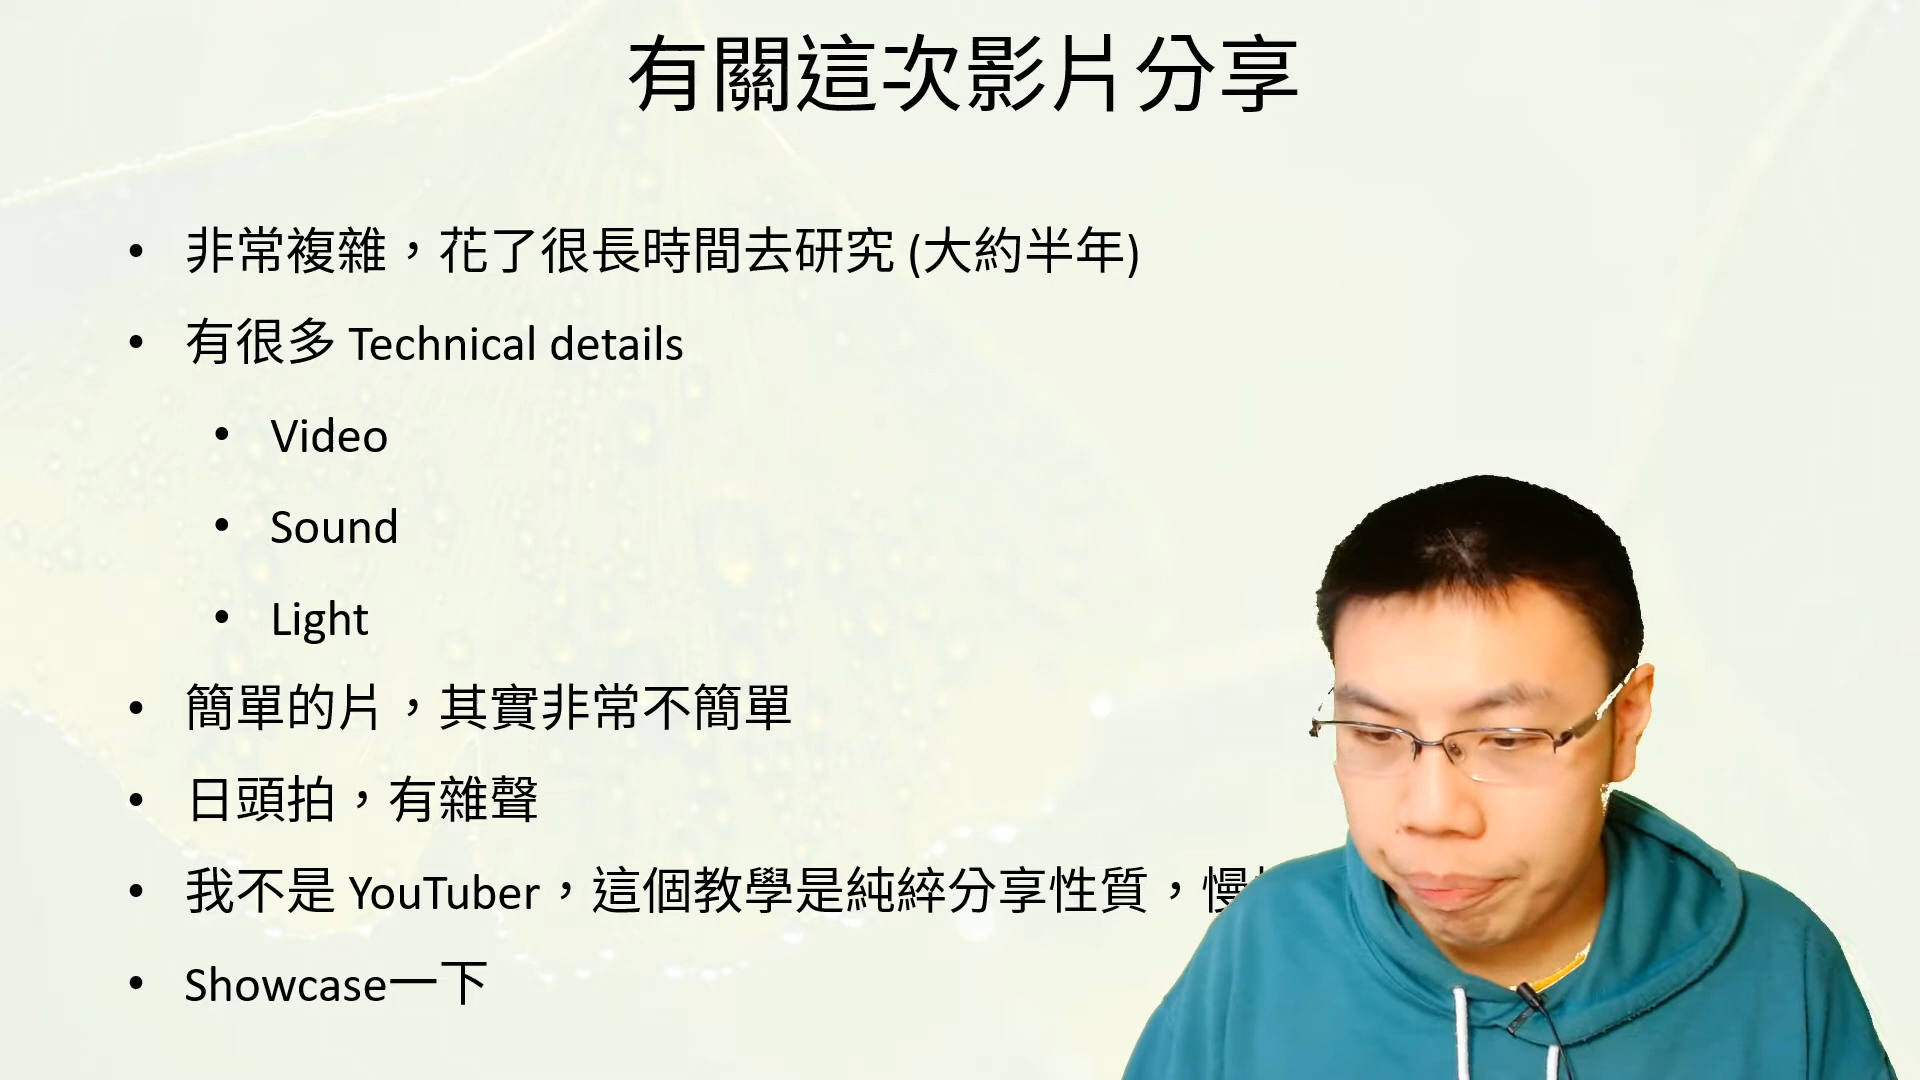 有關這次影片分享
• 非常複雜，花了很長時間去研究 (大約半年)
• 有很多 Technical details
• Video
• Sound
• Light
• 簡單的片，其實非常不簡單
• 日頭拍，有雜聲
• 我不是 YouTuber，這個教學是純綷分享性質，慢
• Showcase一下